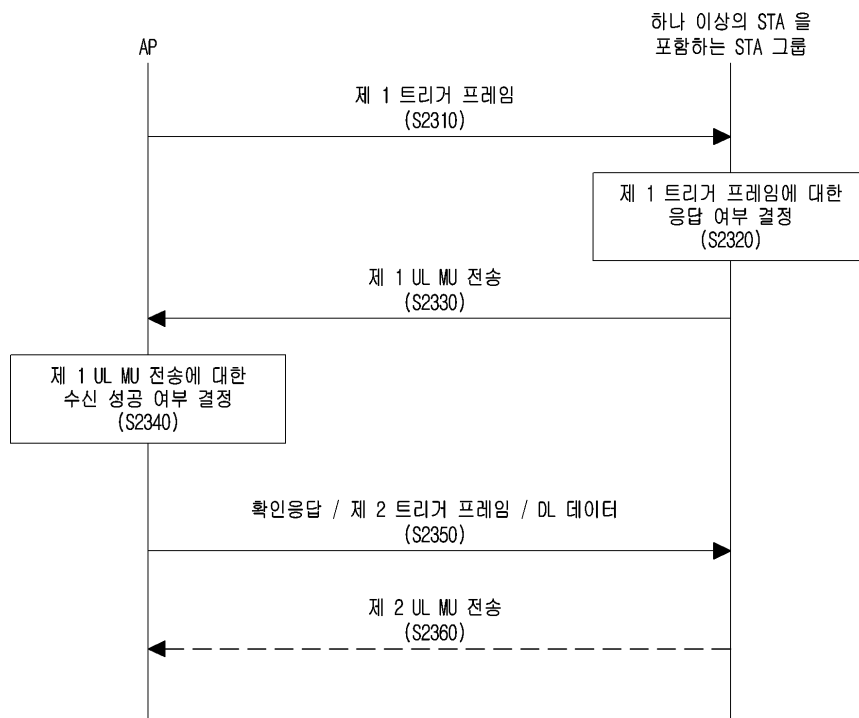 AP
하나 이상의 STA 을
포함하는 STA 그룹
제 1 트리거 프레임
(S2310)
제 1 트리거 프레임에 대한
응답 여부 결정
(S2320)
제 1 UL MU 전송
(S2330)
제 1 UL MU 전송에 대한
수신 성공 여부 결정
(S2340)
확인응답 / 제 2 트리거 프레임 / DL 데이터
(S2350)
제 2 UL MU 전송
(S2360)